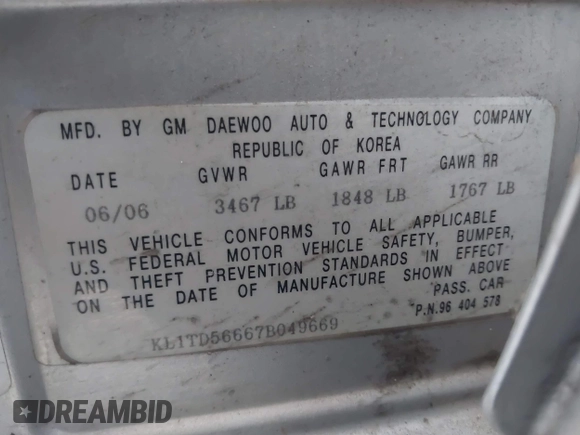 MFD. BY GM DAEWOO AUTO & TECHNOLOGY COMPANY
REPUBLIC OF KOREA
DATE GVWR GAWR FRT GAWR RR
06/06 3467 LB 1848 LB 1767 LB
THIS VEHICLE CONFORMS TO ALL APPLICABLE
U.S. FEDERAL MOTOR VEHICLE SAFETY, BUMPER,
AND THEFT PREVENTION STANDARDS IN EFFECT
ON THE DATE OF MANUFACTURE SHOWN ABOVE
PASS. CAR
P.N.96 404 578
KL1TD56667B049669
DREAMBID